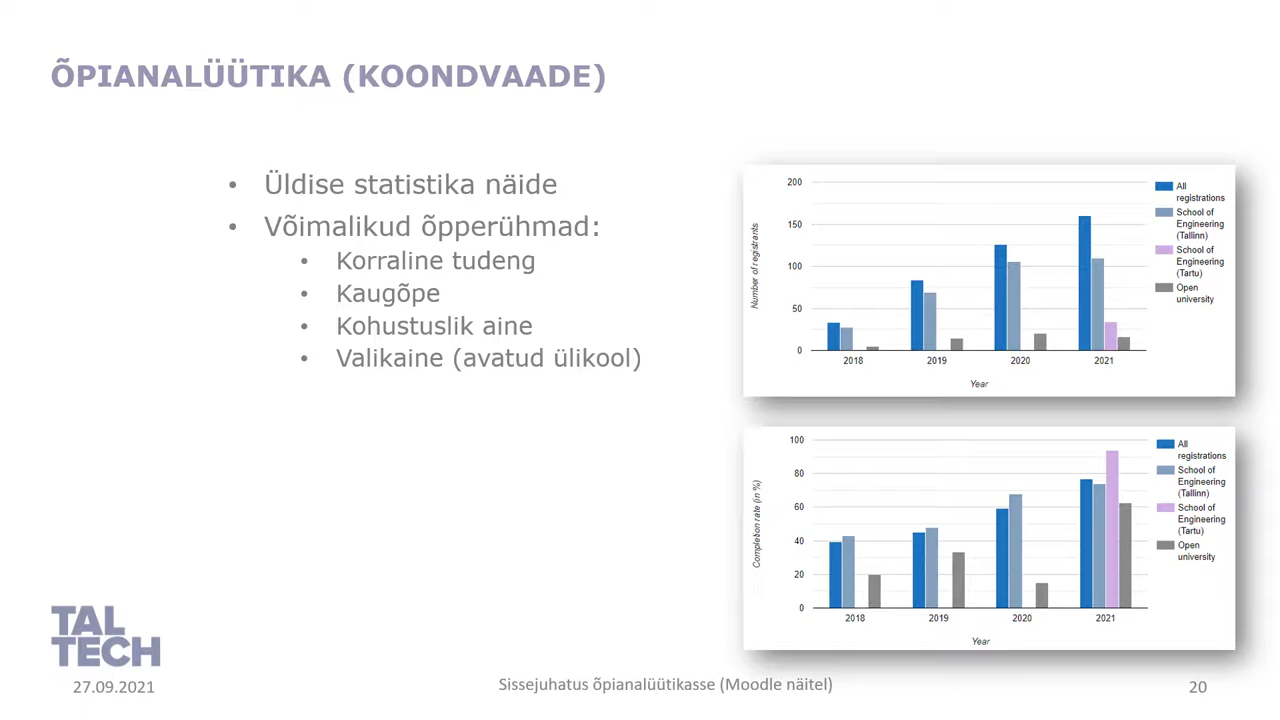 ÕPIANALÜÜTIKA (KOONDVAADE)
• Üldise statistika näide
• Võimalikud õpperühmad:
• Korraline tudeng
• Kaugõpe
• Kohustuslik aine
• Valikaine (avatud ülikool)
200
150
100
50
0
Number of registrants
2018
2019
2020
2021
Year
All
registrations
School of
Engineering
(Tallinn)
School of
Engineering
(Tartu)
Open
university
100
80
60
40
20
0
Completion rate (in %)
2018
2019
2020
2021
Year
All
registrations
School of
Engineering
(Tallinn)
School of
Engineering
(Tartu)
Open
university
TAL
TECH
27.09.2021
Sissejuhatus õpianalüütikasse (Moodle näitel)
20